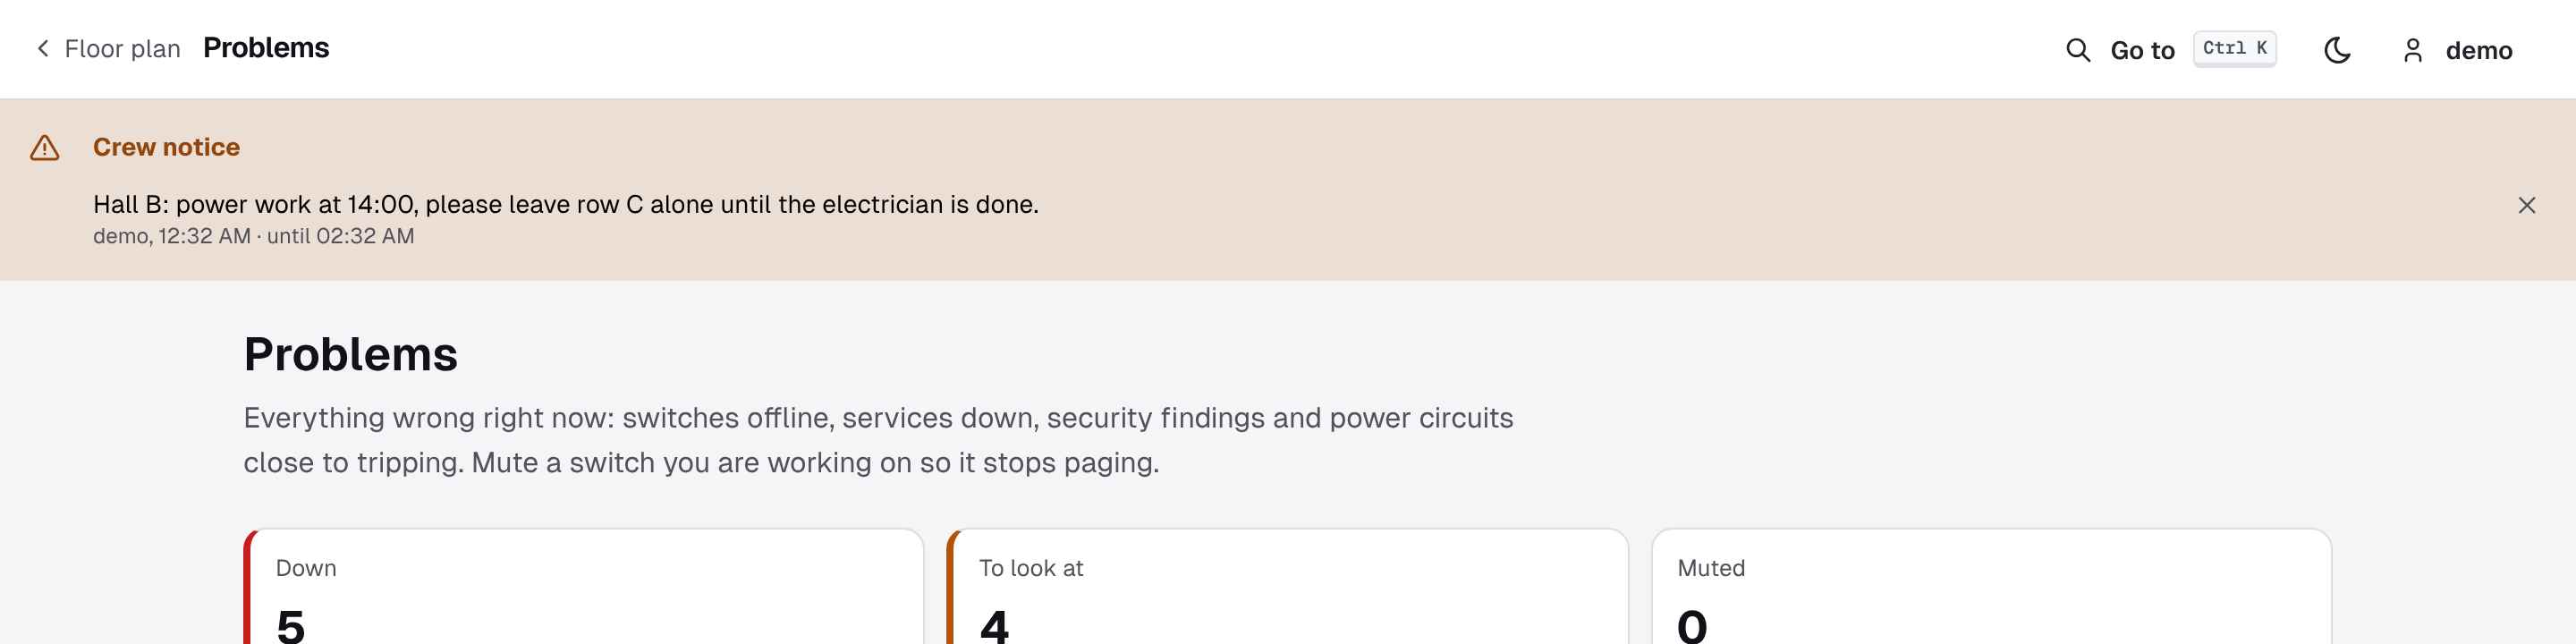 Floor plan Problems Go to Ctrl K demo
Crew notice
Hall B: power work at 14:00, please leave row C alone until the electrician is done.
demo, 12:32 AM · until 02:32 AM
Problems
Everything wrong right now: switches offline, services down, security findings and power circuits
close to tripping. Mute a switch you are working on so it stops paging.
Down To look at Muted
5 4 0